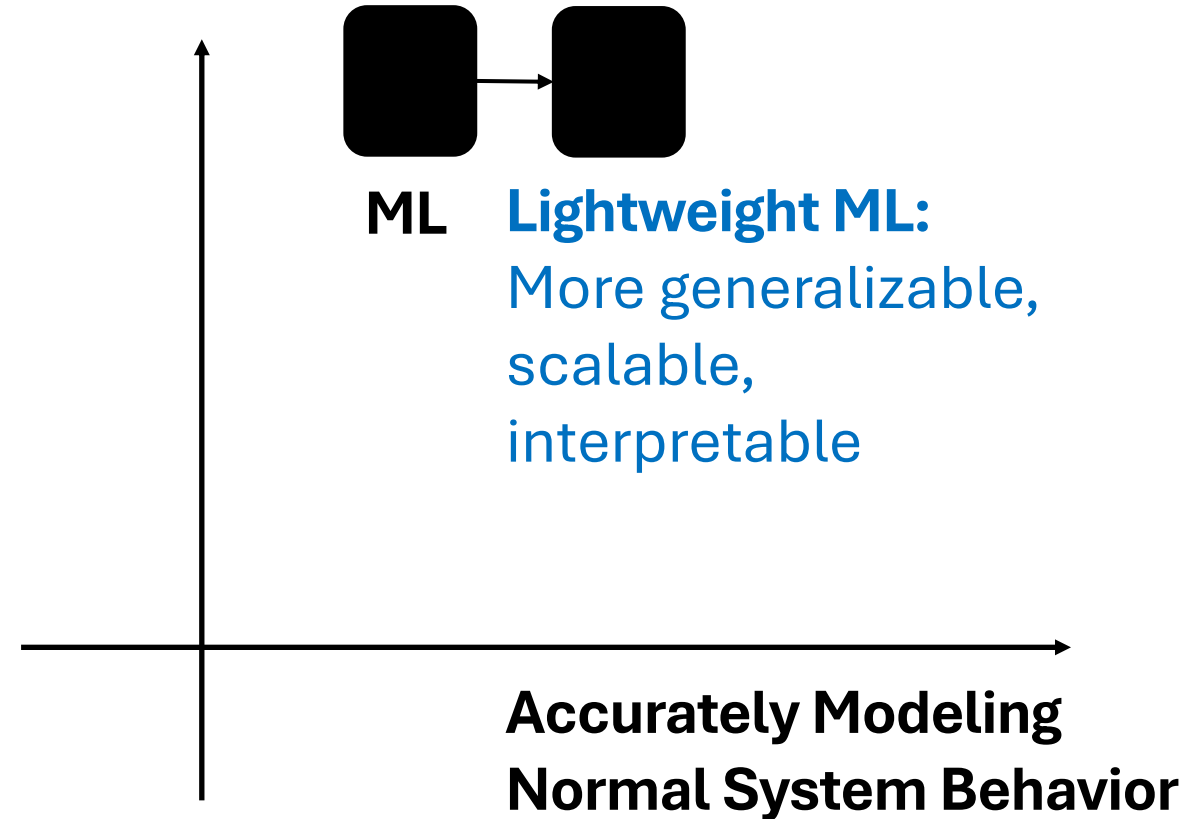 ML
Lightweight ML:
More generalizable,
scalable,
interpretable
Accurately Modeling
Normal System Behavior